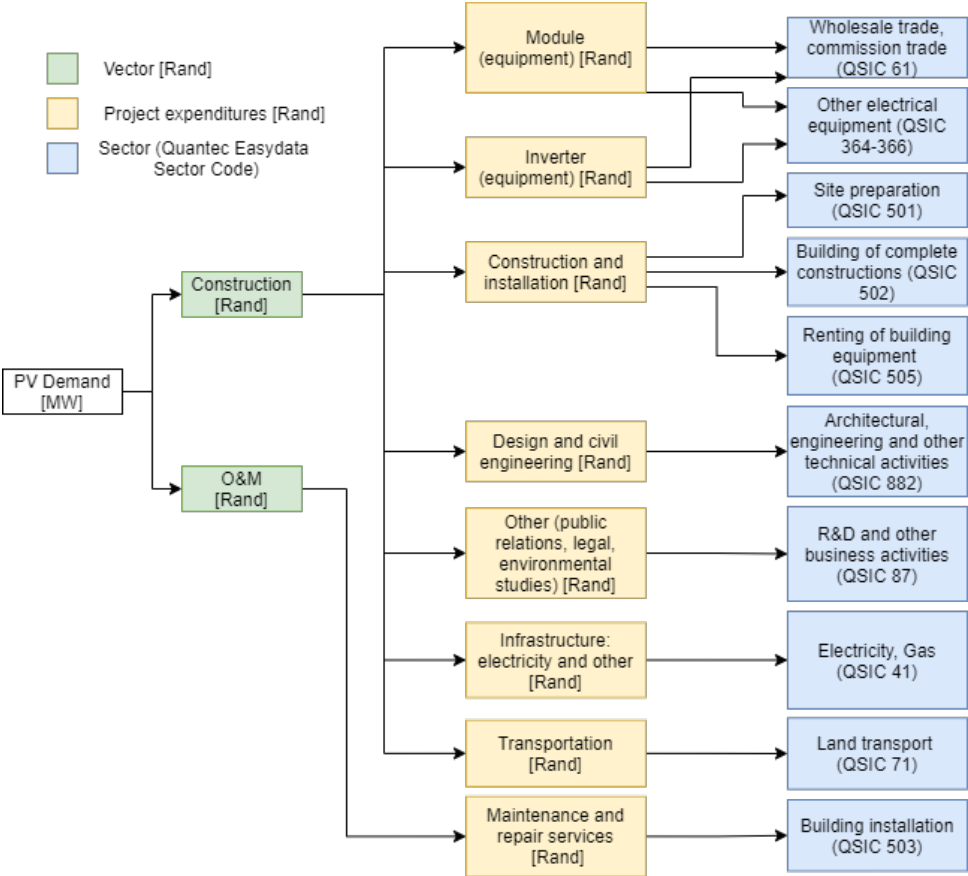 Vector [Rand]
Project expenditures [Rand]
Sector (Quantec Easydata
Sector Code)
PV Demand
[MW]
Construction
[Rand]
O&M
[Rand]
Module
(equipment) [Rand]
Inverter
(equipment) [Rand]
Construction and
installation [Rand]
Design and civil
engineering [Rand]
Other (public
relations, legal,
environmental
studies) [Rand]
Infrastructure:
electricity and other
[Rand]
Transportation
[Rand]
Maintenance and
repair services
[Rand]
Wholesale trade,
commission trade
(QSIC 61)
Other electrical
equipment (QSIC
364-366)
Site preparation
(QSIC 501)
Building of complete
constructions (QSIC
502)
Renting of building
equipment
(QSIC 505)
Architectural,
engineering and other
technical activities
(QSIC 882)
R&D and other
business activities
(QSIC 87)
Electricity, Gas
(QSIC 41)
Land transport
(QSIC 71)
Building installation
(QSIC 503)